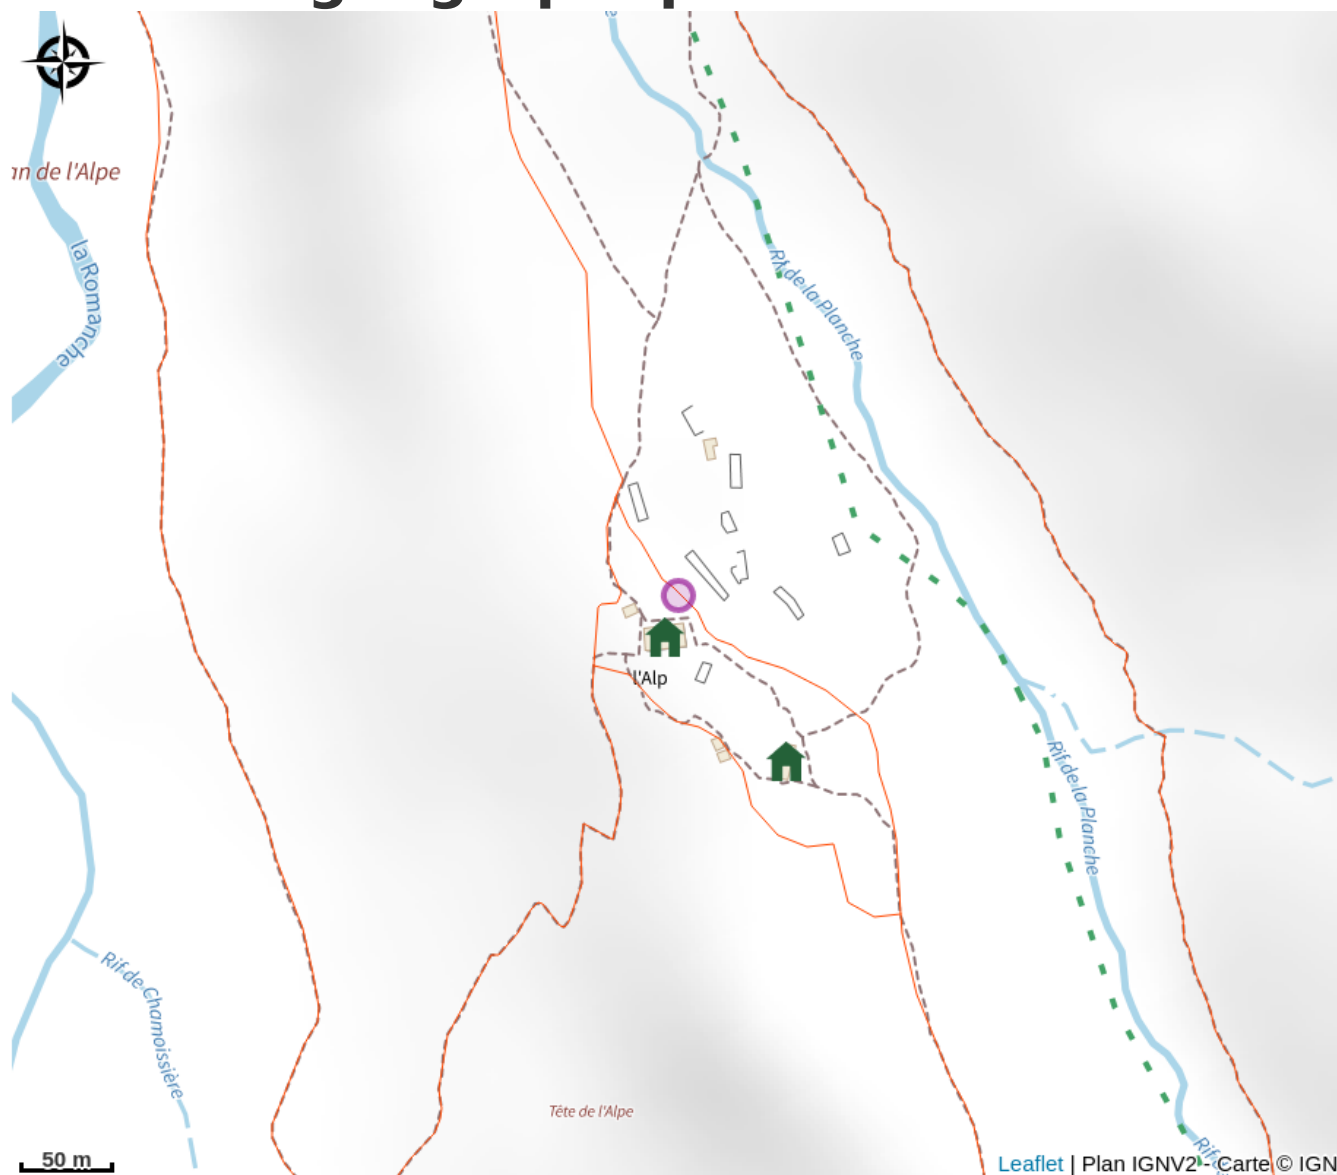 de l'Alpe
la Romanche
Rif de la Planche
l'Alp
Rif de la Planche
Rif de Chamoissière
Tête de l'Alpe
Rif
50 m
Leaflet | Plan IGNV2 - Carte © IGN